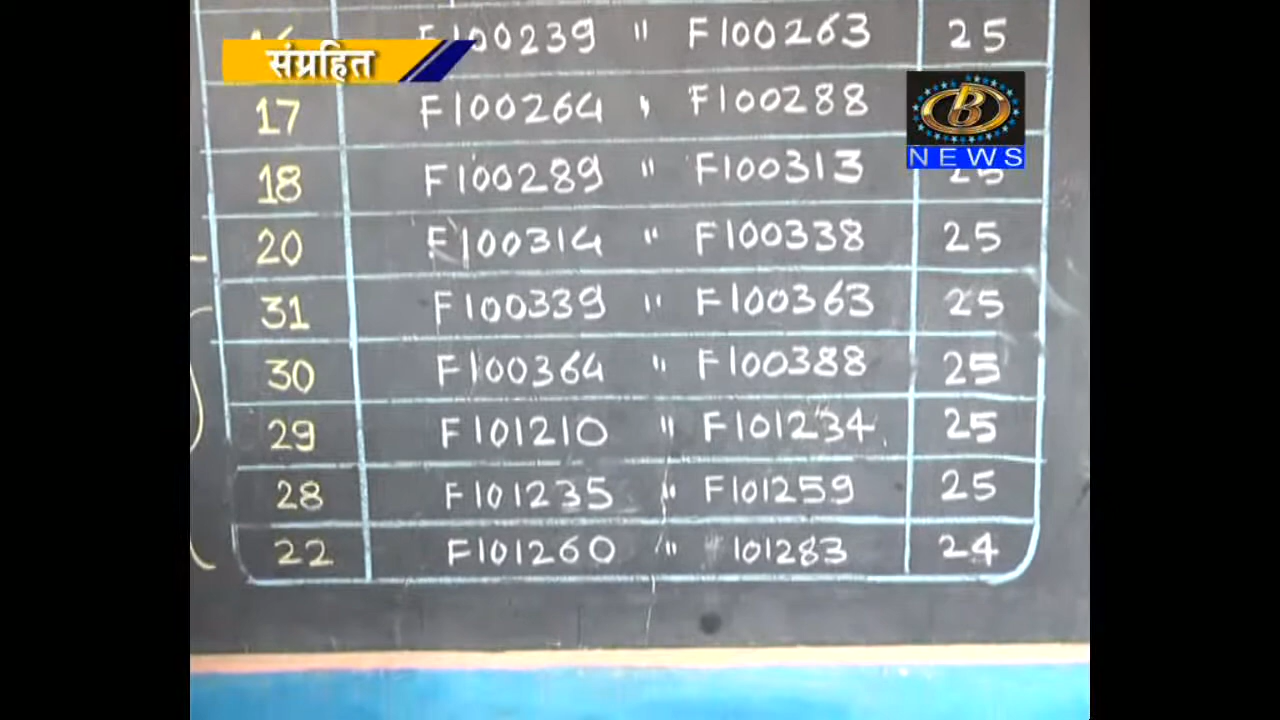 F100239 " F100263 25
संग्रहित
17 F100264 " F100288
B
NEWS
18 F100289 " F100313 25
20 F100314 " F100338 25
31 F100339 " F100363 25
30 F100364 " F100388 25
29 F101210 " F101234 25
28 F101235 " F101259 25
22 F101260 " 101283 24